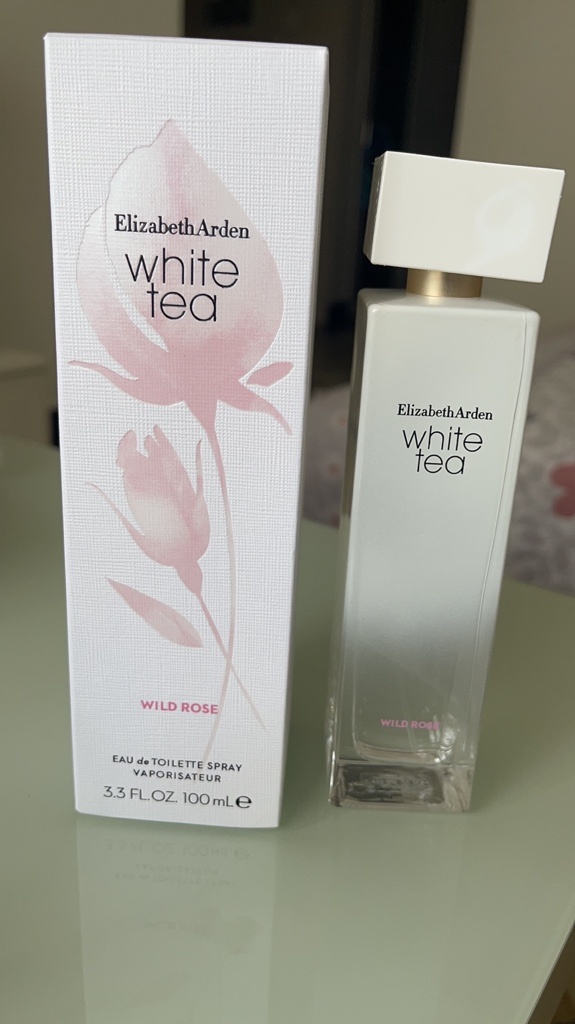 ElizabethArden
white
tea
WILD ROSE
EAU de TOILETTE SPRAY
VAPORISATEUR
3.3 FL.OZ. 100 mL e
ElizabethArden
white
tea
WILD ROSE